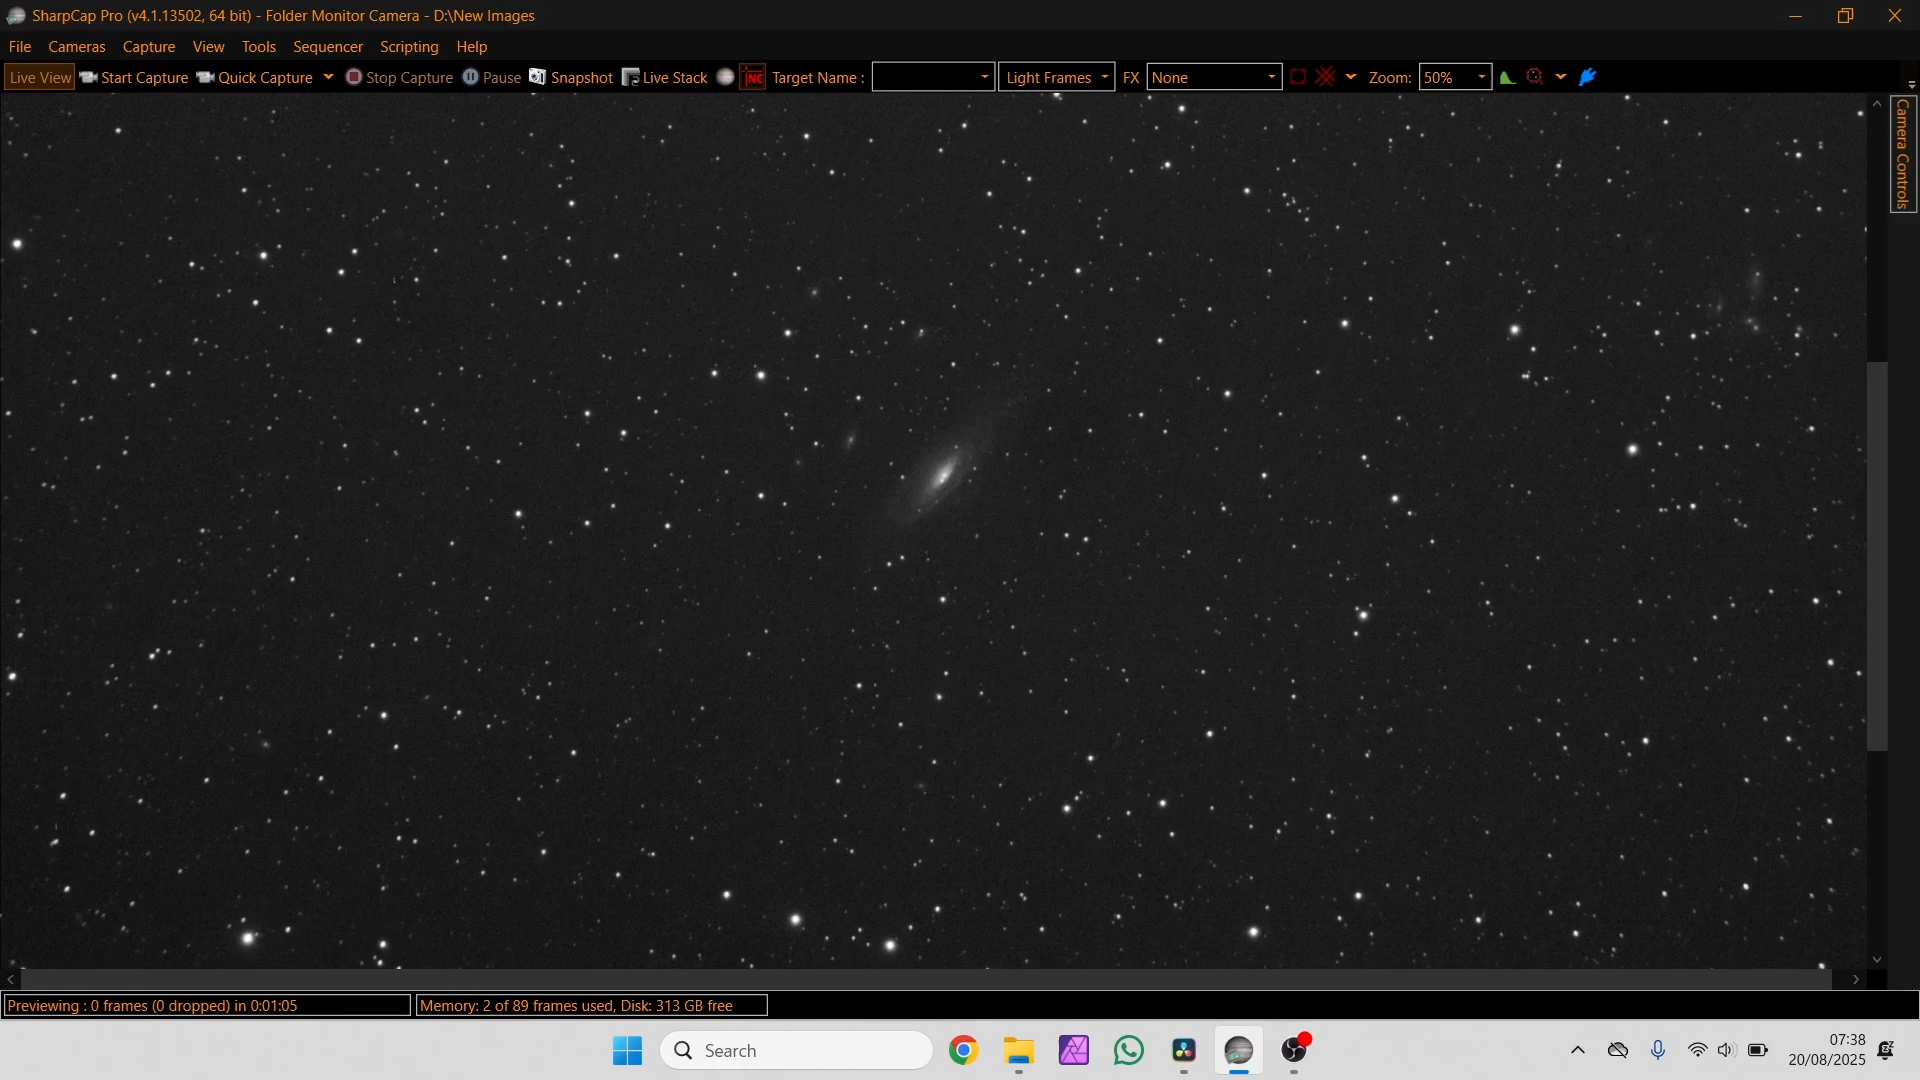 SharpCap Pro (v4.1.13502, 64 bit) - Folder Monitor Camera - D:\New Images
File Cameras Capture View Tools Sequencer Scripting Help
Live View Start Capture Quick Capture Stop Capture Pause Snapshot Live Stack Target Name : Light Frames FX None Zoom: 50%
Camera Controls
Previewing : 0 frames (0 dropped) in 0:01:05 Memory: 2 of 89 frames used, Disk: 313 GB free
Search
07:38
20/08/2025